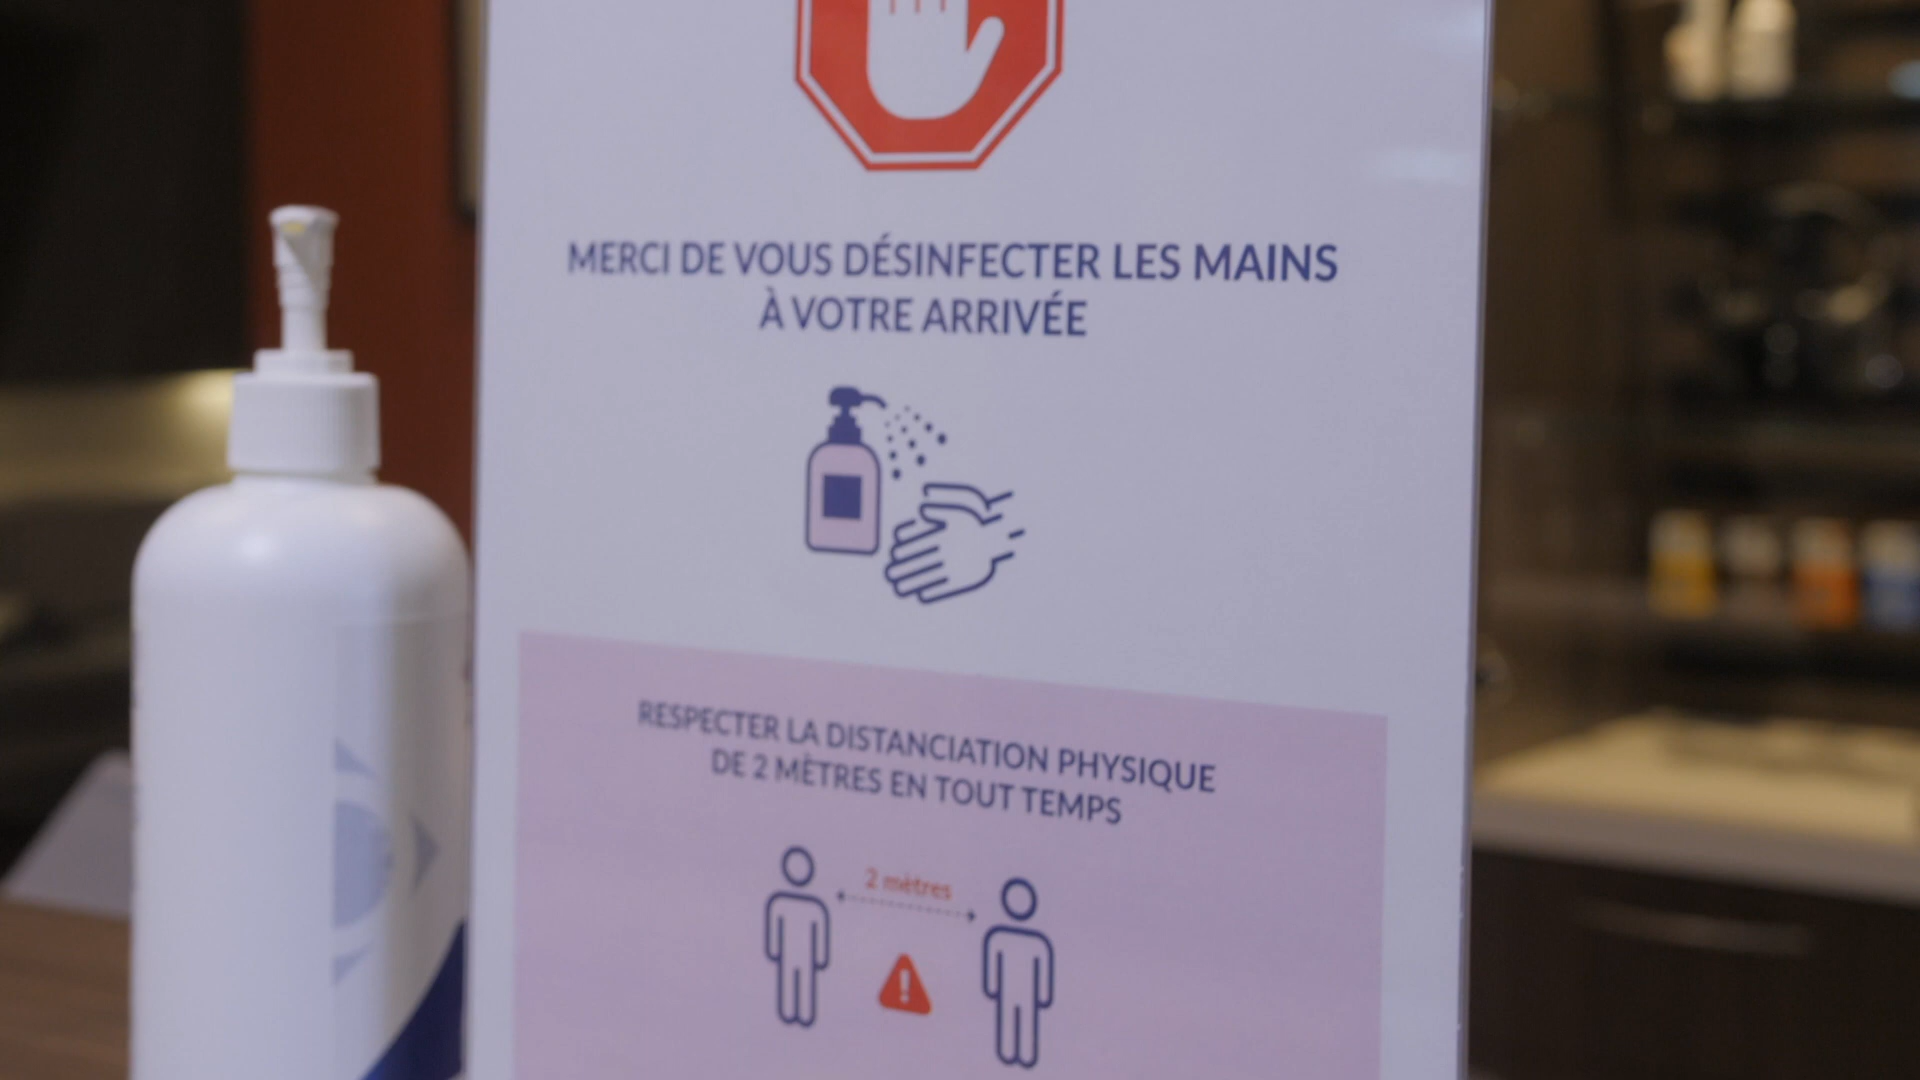 MERCI DE VOUS DÉSINFECTER LES MAINS
À VOTRE ARRIVÉE
RESPECTER LA DISTANCIATION PHYSIQUE
DE 2 MÈTRES EN TOUT TEMPS
2 mètres